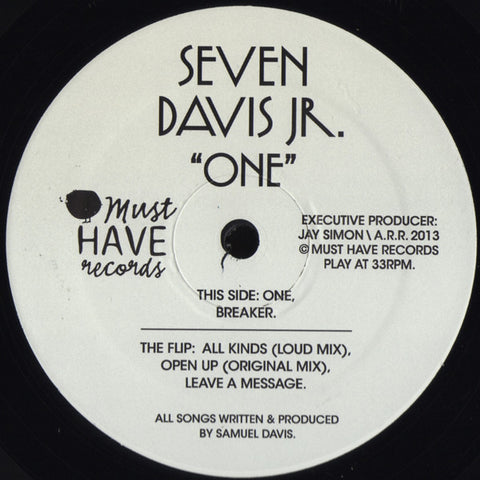 SEVEN
DAVIS JR.
“ONE”
Must
HAVE
records
EXECUTIVE PRODUCER:
JAY SIMON \ A.R.R. 2013
© MUST HAVE RECORDS
PLAY AT 33RPM.
THIS SIDE: ONE,
BREAKER.
THE FLIP: ALL KINDS (LOUD MIX),
OPEN UP (ORIGINAL MIX),
LEAVE A MESSAGE.
ALL SONGS WRITTEN & PRODUCED
BY SAMUEL DAVIS.